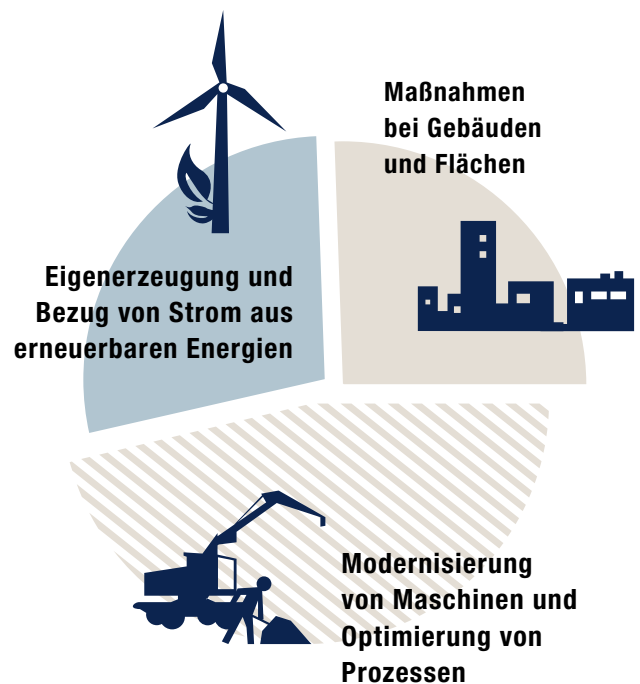 Maßnahmen
bei Gebäuden
und Flächen
Eigenerzeugung und
Bezug von Strom aus
erneuerbaren Energien
Modernisierung
von Maschinen und
Optimierung von
Prozessen